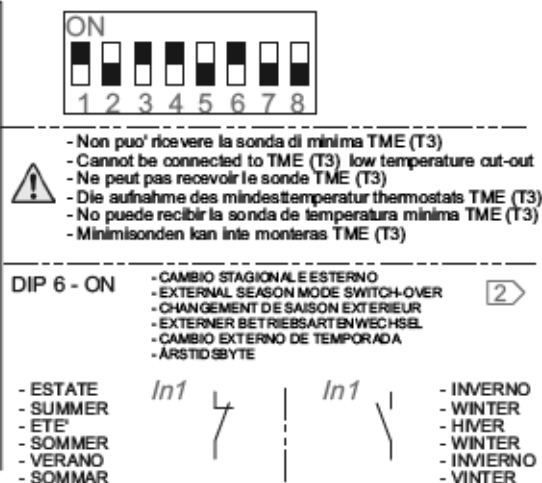 ON
1 2 3 4 5 6 7 8
- Non puo' ricevere la sonda di minima TME (T3)
- Cannot be connected to TME (T3) low temperature cut-out
- Ne peut pas recevoir le sonde TME (T3)
- Die aufnahme des mindesttemperatur thermostats TME (T3)
- No puede recibir la sonda de temperatura minima TME (T3)
- Minimisonden kan inte monteras TME (T3)
DIP 6 - ON
- CAMBIO STAGIONALE ESTERNO
- EXTERNAL SEASON MODE SWITCH-OVER
- CHANGEMENT DE SAISON EXTERIEUR
- EXTERNER BETRIEBSARTENWECHSEL
- CAMBIO EXTERNO DE TEMPORADA
- ÅRSTIDSBYTE
2
- ESTATE
- SUMMER
- ETE'
- SOMMER
- VERANO
- SOMMAR
In1
In1
- INVERNO
- WINTER
- HIVER
- WINTER
- INVIERNO
- VINTER